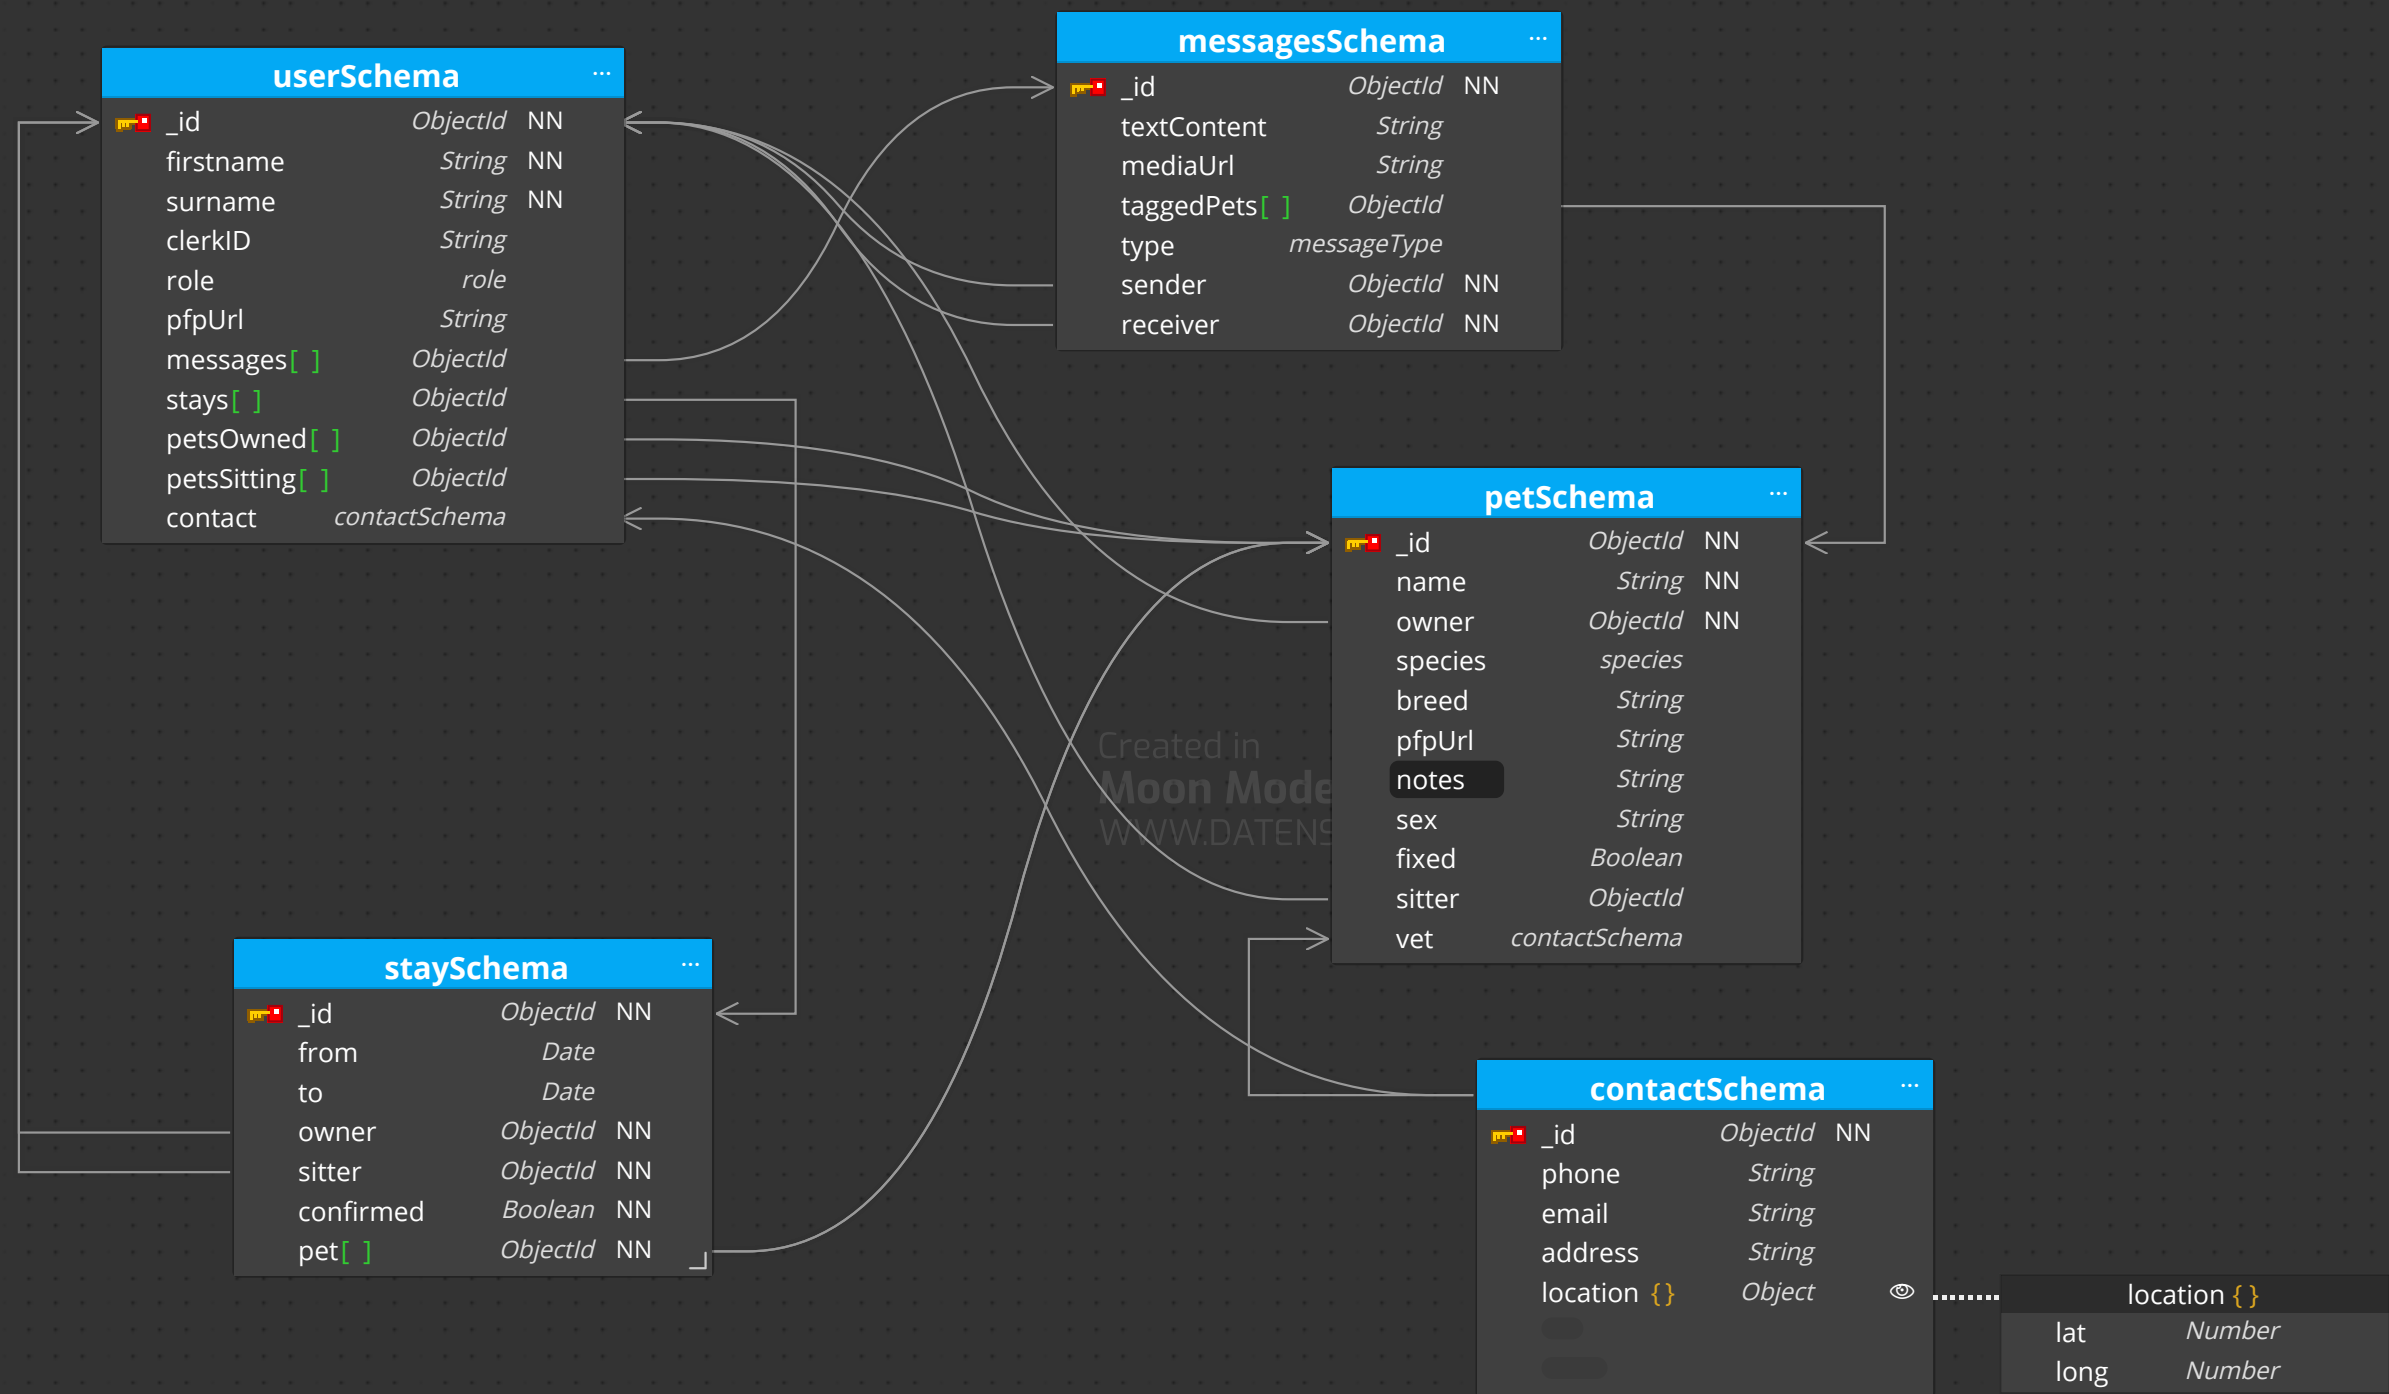 userSchema ...
_id ObjectId NN
firstname String NN
surname String NN
clerkID String
role role
pfpUrl String
messages[ ] ObjectId
stays[ ] ObjectId
petsOwned[ ] ObjectId
petsSitting[ ] ObjectId
contact contactSchema
messagesSchema ...
_id ObjectId NN
textContent String
mediaUrl String
taggedPets[ ] ObjectId
type messageType
sender ObjectId NN
receiver ObjectId NN
petSchema ...
_id ObjectId NN
name String NN
owner ObjectId NN
species species
breed String
pfpUrl String
notes String
sex String
fixed Boolean
sitter ObjectId
vet contactSchema
Created in
Moon Mode
WWW.DATENS
staySchema ...
_id ObjectId NN
from Date
to Date
owner ObjectId NN
sitter ObjectId NN
confirmed Boolean NN
pet[ ] ObjectId NN
contactSchema ...
_id ObjectId NN
phone String
email String
address String
location {} Object
location {}
lat Number
long Number